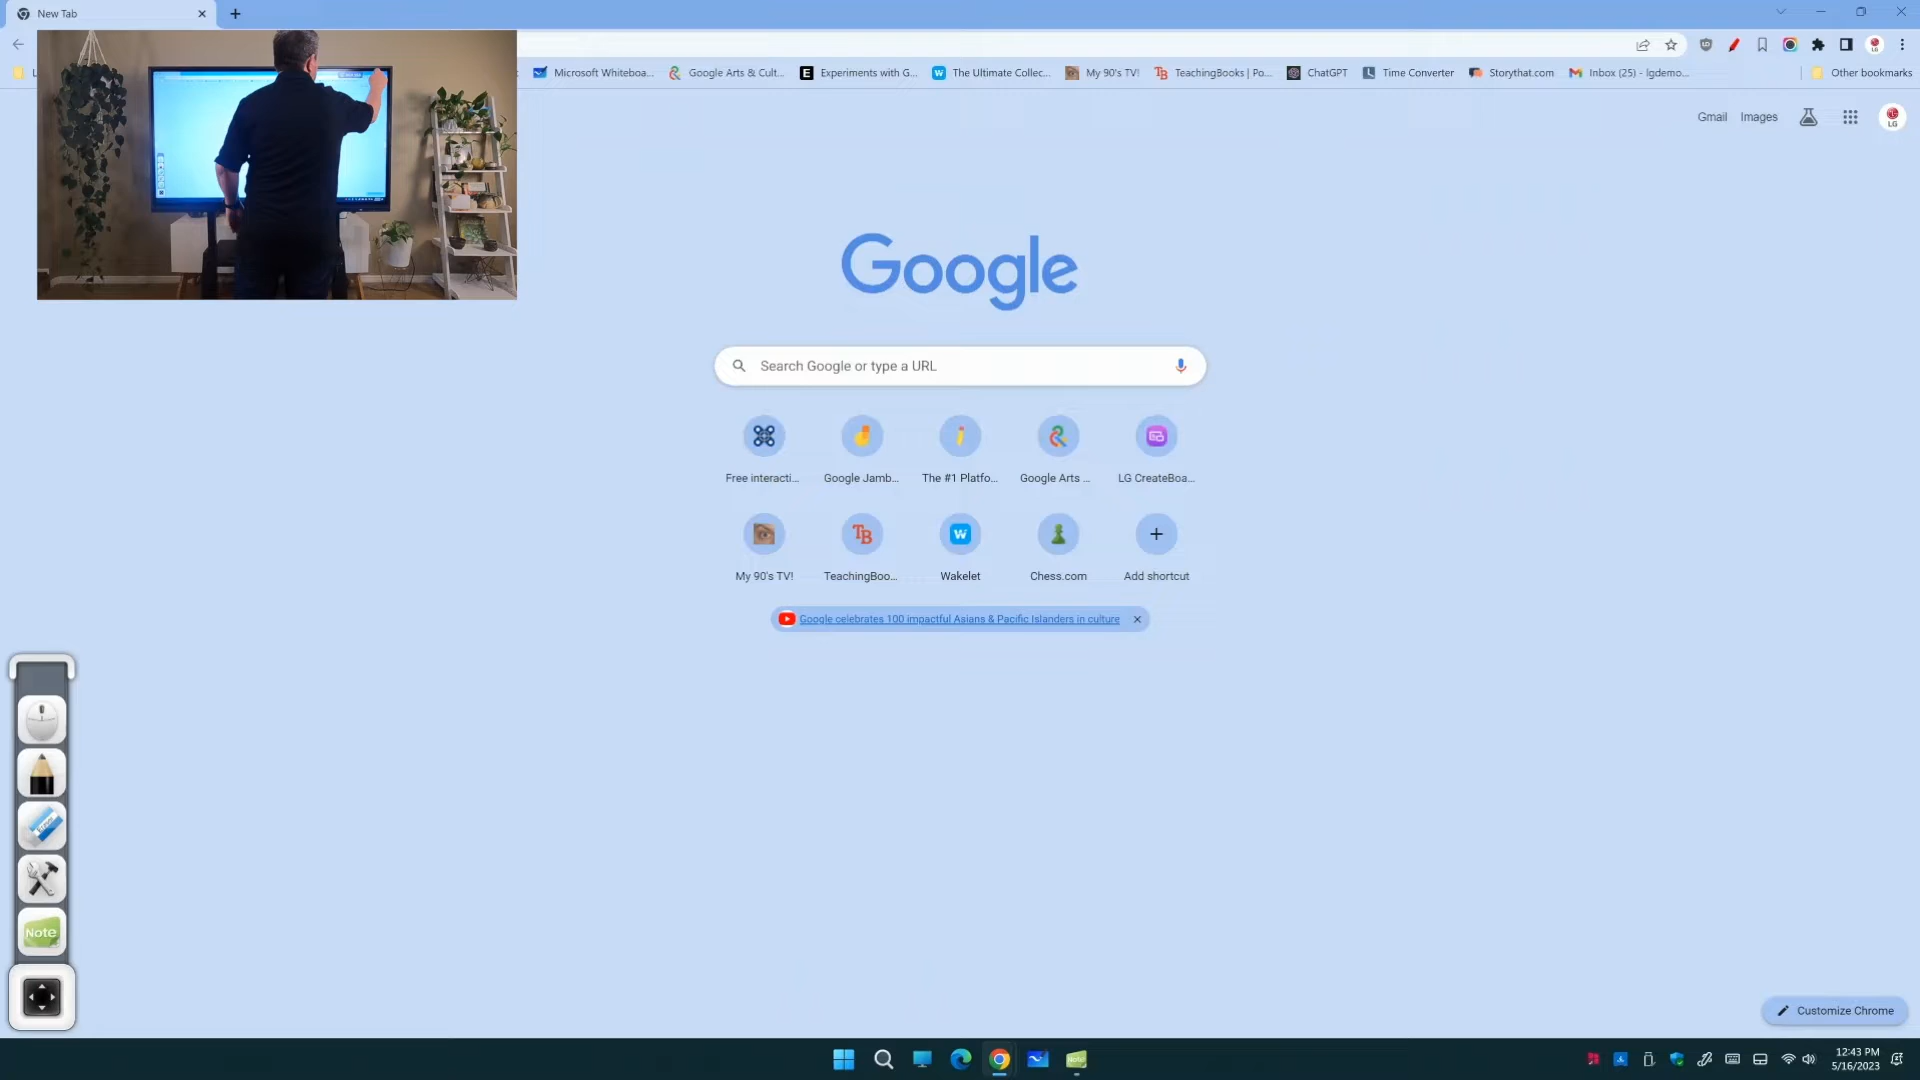 New Tab
L
Microsoft Whiteboa...
Google Arts & Cult...
E
Experiments with G...
W
The Ultimate Collec...
My 90's TV!
TB
TeachingBooks | Po...
ChatGPT
L
Time Converter
Storythat.com
Inbox (25) - lgdemo...
Other bookmarks
Gmail
Images
LG
Google
Search Google or type a URL
Free interacti...
Google Jamb...
The #1 Platfo...
Google Arts ...
LG CreateBoa...
TB
W
My 90's TV!
TeachingBoo...
Wakelet
Chess.com
Add shortcut
Google celebrates 100 impactful Asians & Pacific Islanders in culture
Note
Customize Chrome
12:43 PM
5/16/2023